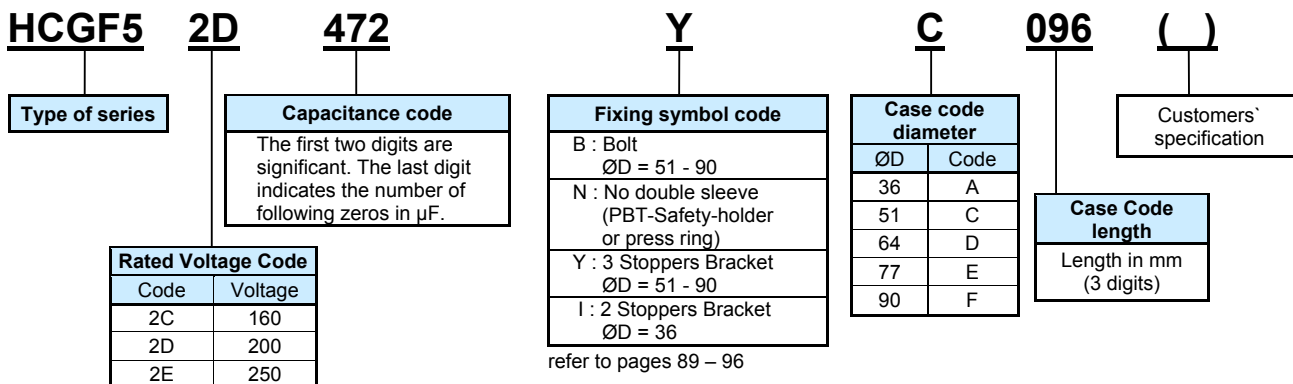 HCGF5 2D 472 Y C 096 ( )
Type of series
Capacitance code
The first two digits are
significant. The last digit
indicates the number of
following zeros in µF.
Rated Voltage Code
Code Voltage
2C 160
2D 200
2E 250
Fixing symbol code
B : Bolt
ØD = 51 - 90
N : No double sleeve
(PBT-Safety-holder
or press ring)
Y : 3 Stoppers Bracket
ØD = 51 - 90
I : 2 Stoppers Bracket
ØD = 36
refer to pages 89 – 96
Case code
diameter
ØD Code
36 A
51 C
64 D
77 E
90 F
Case Code
length
Length in mm
(3 digits)
Customers`
specification